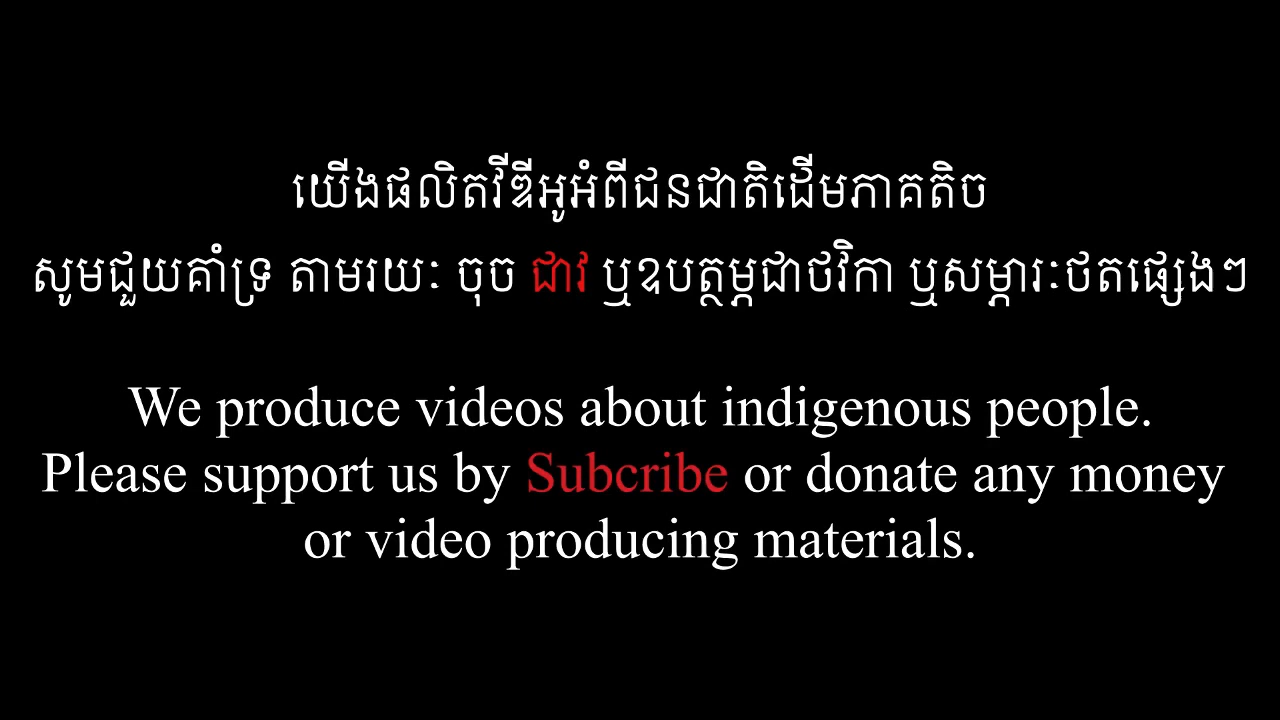 យើងផលិតវីឌីអូអំពីជនជាតិដើមភាគតិច
សូមជួយគាំទ្រ តាមរយៈ ចុច ជាវ ឬឧបត្ថម្ភជាថវិកា ឬសម្ភារៈថតផ្សេងៗ
We produce videos about indigenous people.
Please support us by Subcribe or donate any money
or video producing materials.